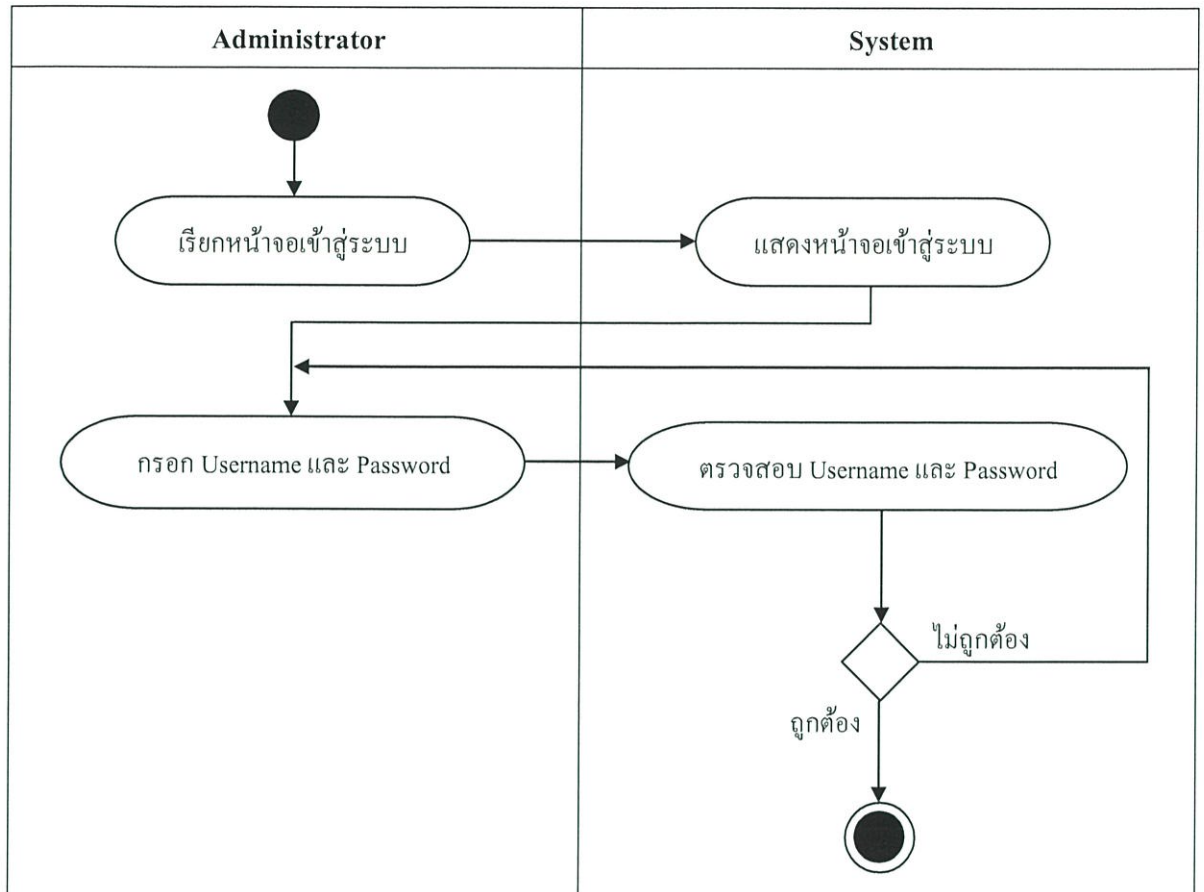 Administrator
System
เรียกหน้าจอเข้าสู่ระบบ
แสดงหน้าจอเข้าสู่ระบบ
กรอก Username และ Password
ตรวจสอบ Username และ Password
ไม่ถูกต้อง
ถูกต้อง